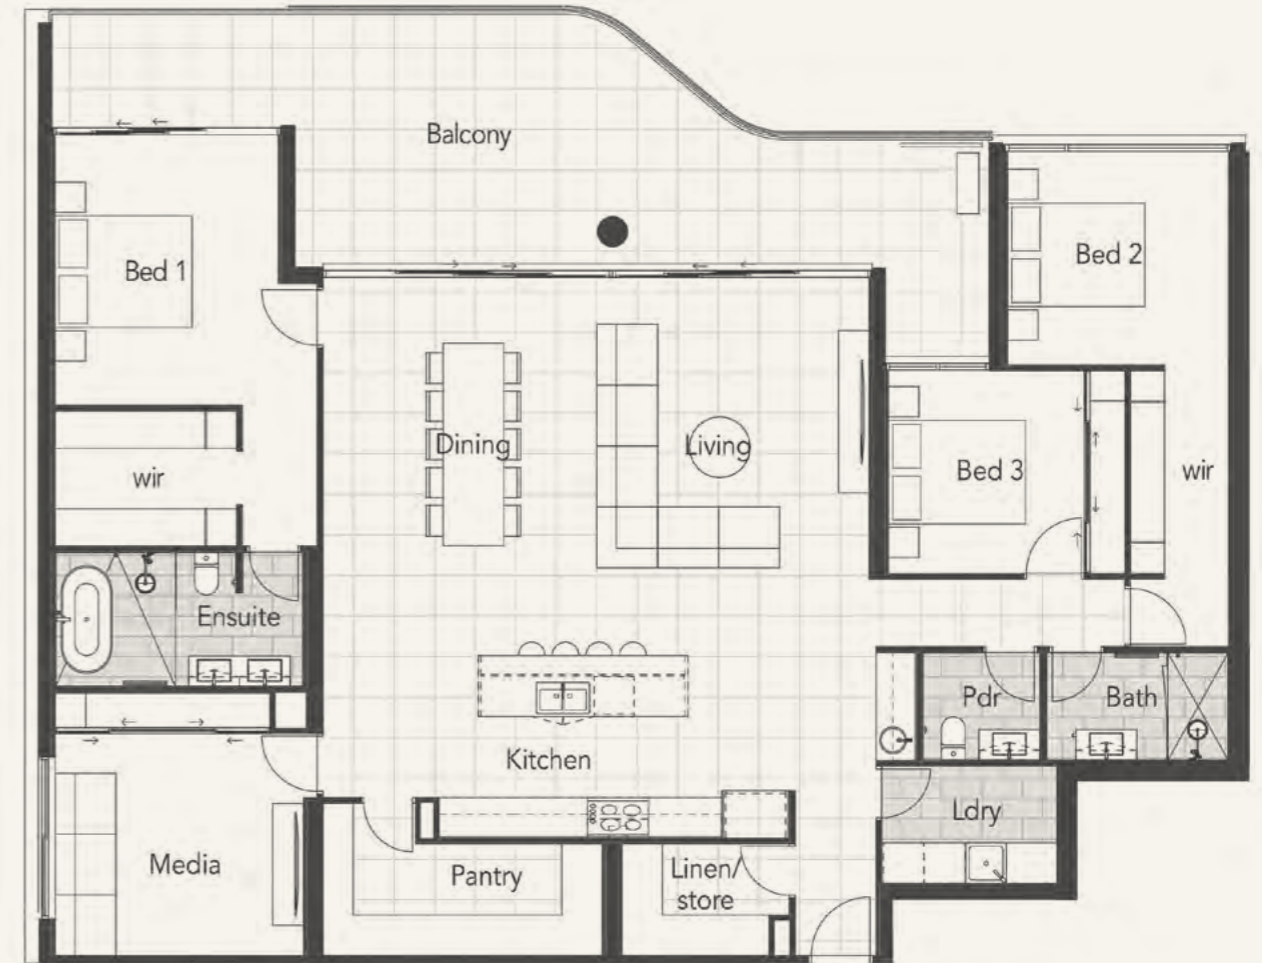 Balcony
Bed 1
Bed 2
Dining
Living
Bed 3
wir
wir
Ensuite
Pdr
Bath
Kitchen
Ldry
Media
Pantry
Linen/
store